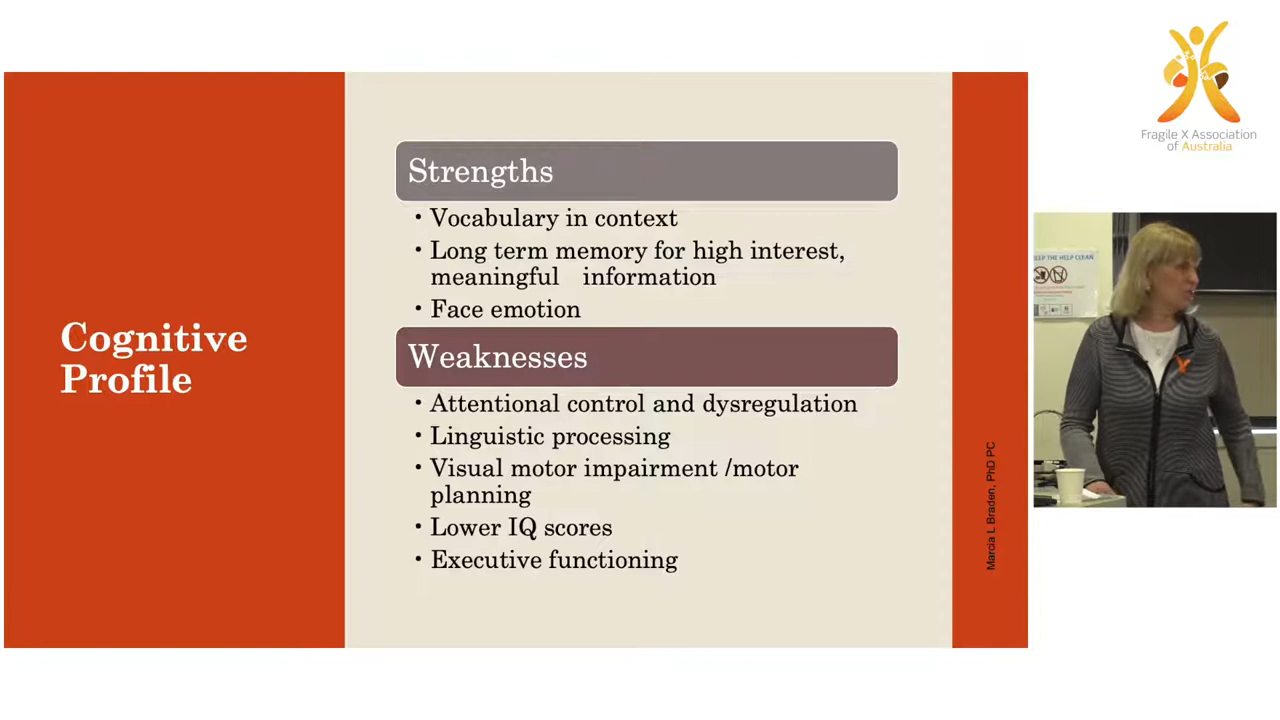 Fragile X Association
of Australia
Cognitive
Profile
Strengths
• Vocabulary in context
• Long term memory for high interest,
meaningful information
• Face emotion
Weaknesses
• Attentional control and dysregulation
• Linguistic processing
• Visual motor impairment /motor
planning
• Lower IQ scores
• Executive functioning
Marcia L Braden, PhD PC
HELP CLEAN